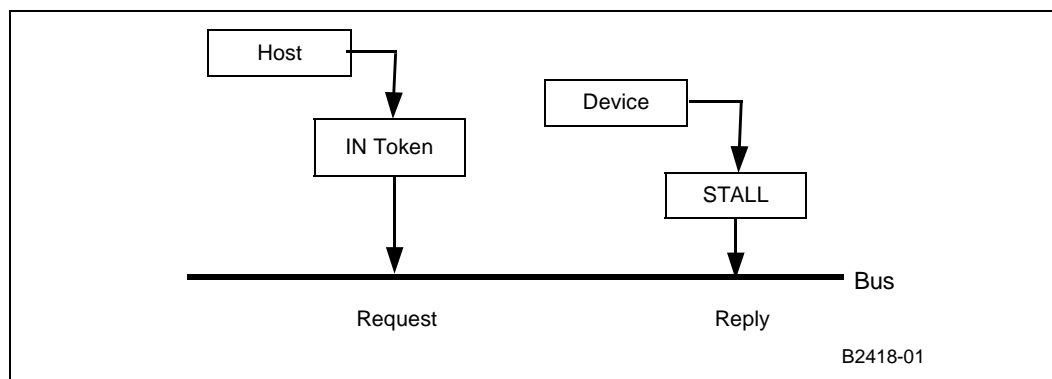 Host
Device
IN Token
STALL
Bus
Request Reply
B2418-01